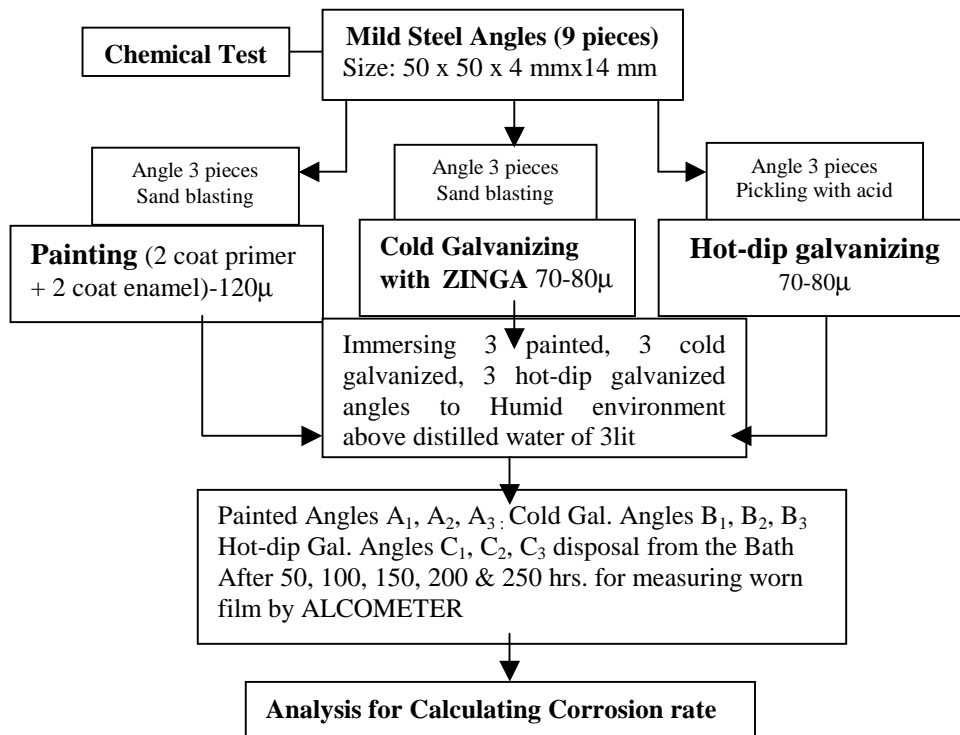 Chemical Test
Mild Steel Angles (9 pieces)
Size: 50 x 50 x 4 mmx14 mm
Angle 3 pieces
Sand blasting
Painting (2 coat primer
+ 2 coat enamel)-120μ
Angle 3 pieces
Sand blasting
Cold Galvanizing
with ZINGA 70-80μ
Angle 3 pieces
Pickling with acid
Hot-dip galvanizing
70-80μ
Immersing 3 painted, 3 cold
galvanized, 3 hot-dip galvanized
angles to Humid environment
above distilled water of 3lit
Painted Angles A₁, A₂, A₃ : Cold Gal. Angles B₁, B₂, B₃
Hot-dip Gal. Angles C₁, C₂, C₃ disposal from the Bath
After 50, 100, 150, 200 & 250 hrs. for measuring worn
film by ALCOMETER
Analysis for Calculating Corrosion rate